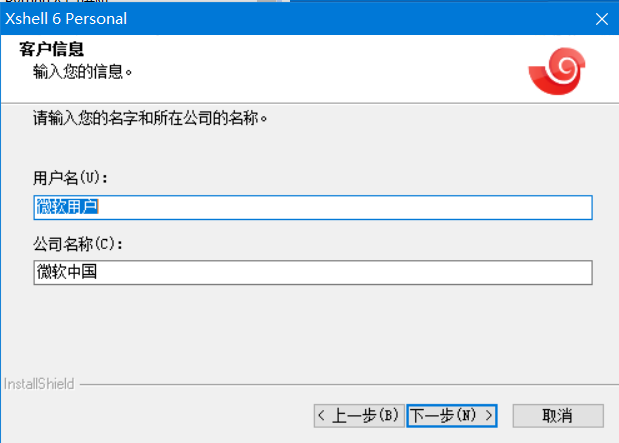 Xshell 6 Personal
客户信息
输入您的信息。
请输入您的名字和所在公司的名称。
用户名(U):
微软用户
公司名称(C):
微软中国
InstallShield
< 上一步(B) 下一步(N) > 取消